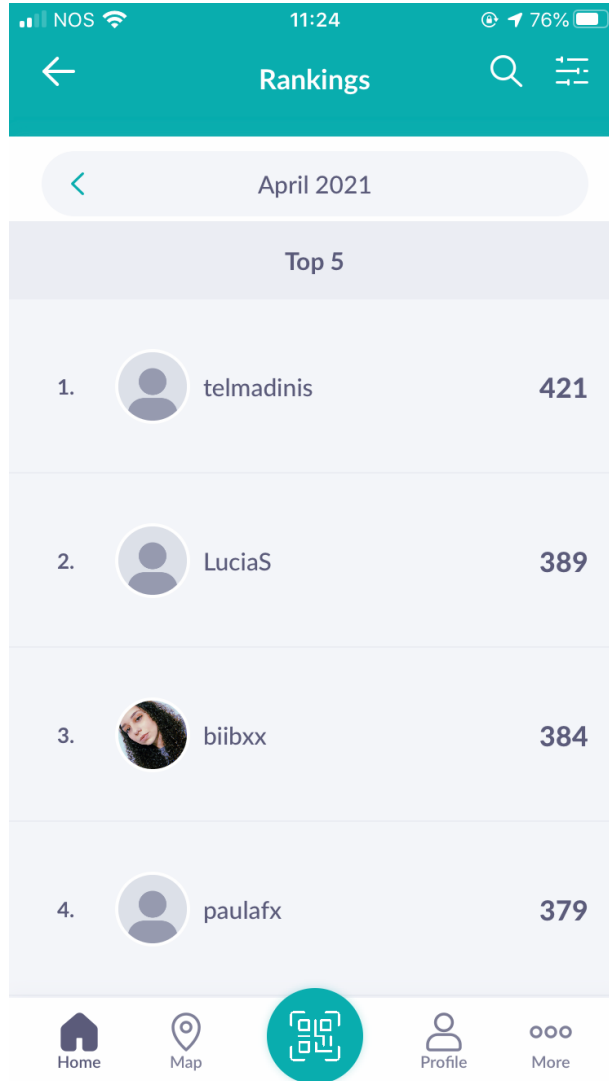 NOS 11:24 76%
Rankings
April 2021
Top 5
1. telmadinis 421
2. LuciaS 389
3. biibxx 384
4. paulafx 379
Home Map Profile More